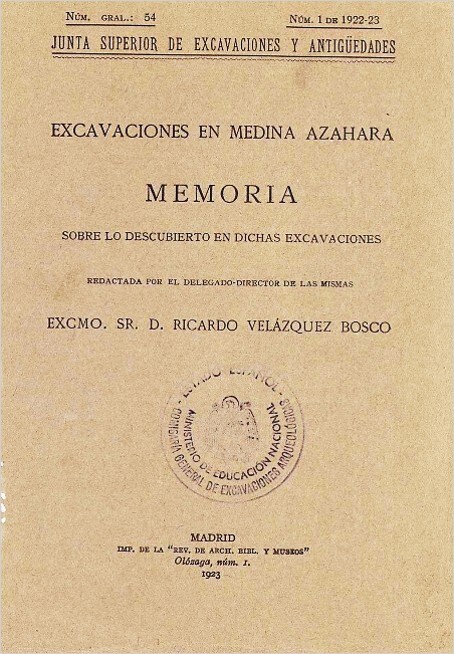 NÚM. GRAL.: 54
NÚM. 1 DE 1922-23
JUNTA SUPERIOR DE EXCAVACIONES Y ANTIGÜEDADES
EXCAVACIONES EN MEDINA AZAHARA
MEMORIA
SOBRE LO DESCUBIERTO EN DICHAS EXCAVACIONES
REDACTADA POR EL DELEGADO-DIRECTOR DE LAS MISMAS
EXCMO. SR. D. RICARDO VELÁZQUEZ BOSCO
- ESTADO ESPAÑOL -
MINISTERIO DE EDUCACIÓN NACIONAL
COMISARÍA GENERAL DE EXCAVACIONES ARQUEOLÓGICAS
MADRID
IMP. DE LA "REV. DE ARCH. BIBL. Y MUSEOS"
Olózaga, núm. 1.
1923